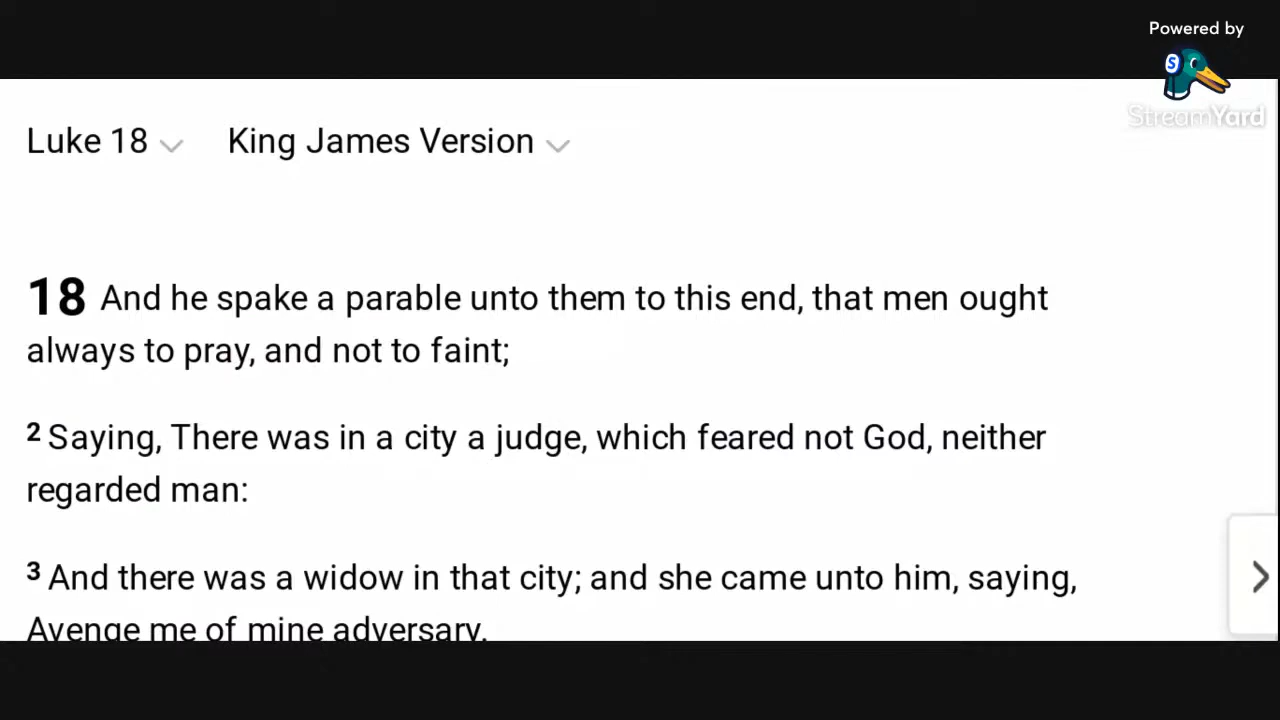 Powered by
S
StreamYard
Luke 18 King James Version
18 And he spake a parable unto them to this end, that men ought
always to pray, and not to faint;
2 Saying, There was in a city a judge, which feared not God, neither
regarded man:
3 And there was a widow in that city; and she came unto him, saying,
Avenge me of mine adversary.